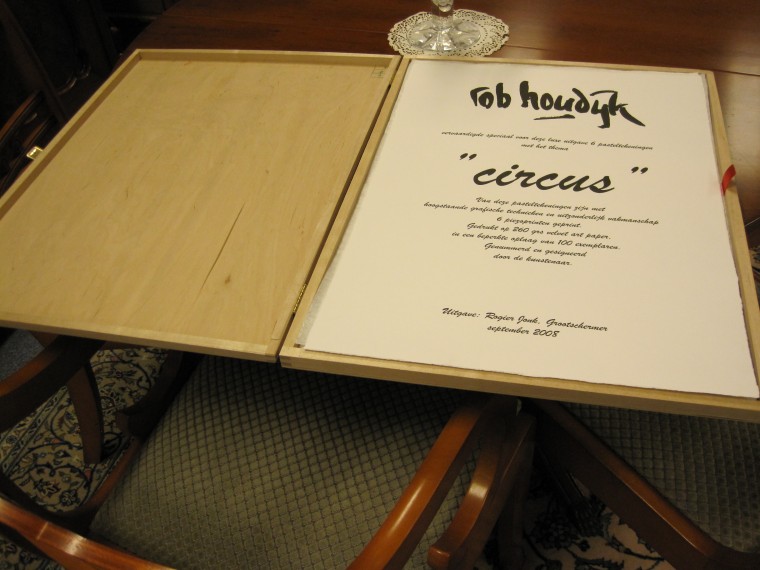 rob houdijk
vervaardigde speciaal voor deze luxe uitgave 6 pasteltekeningen
met het thema
"circus"
Van deze pasteltekeningen zijn met
hoogstaande grafische technieken en uitzonderlijk vakmanschap
6 piezoprinten geprint.
Gedrukt op 260 grs velvet art paper.
in een beperkte oplaag van 100 exemplaren.
Genummerd en gesigneerd
door de kunstenaar.
Uitgave: Rogier Jonk, Grootschermer
september 2008